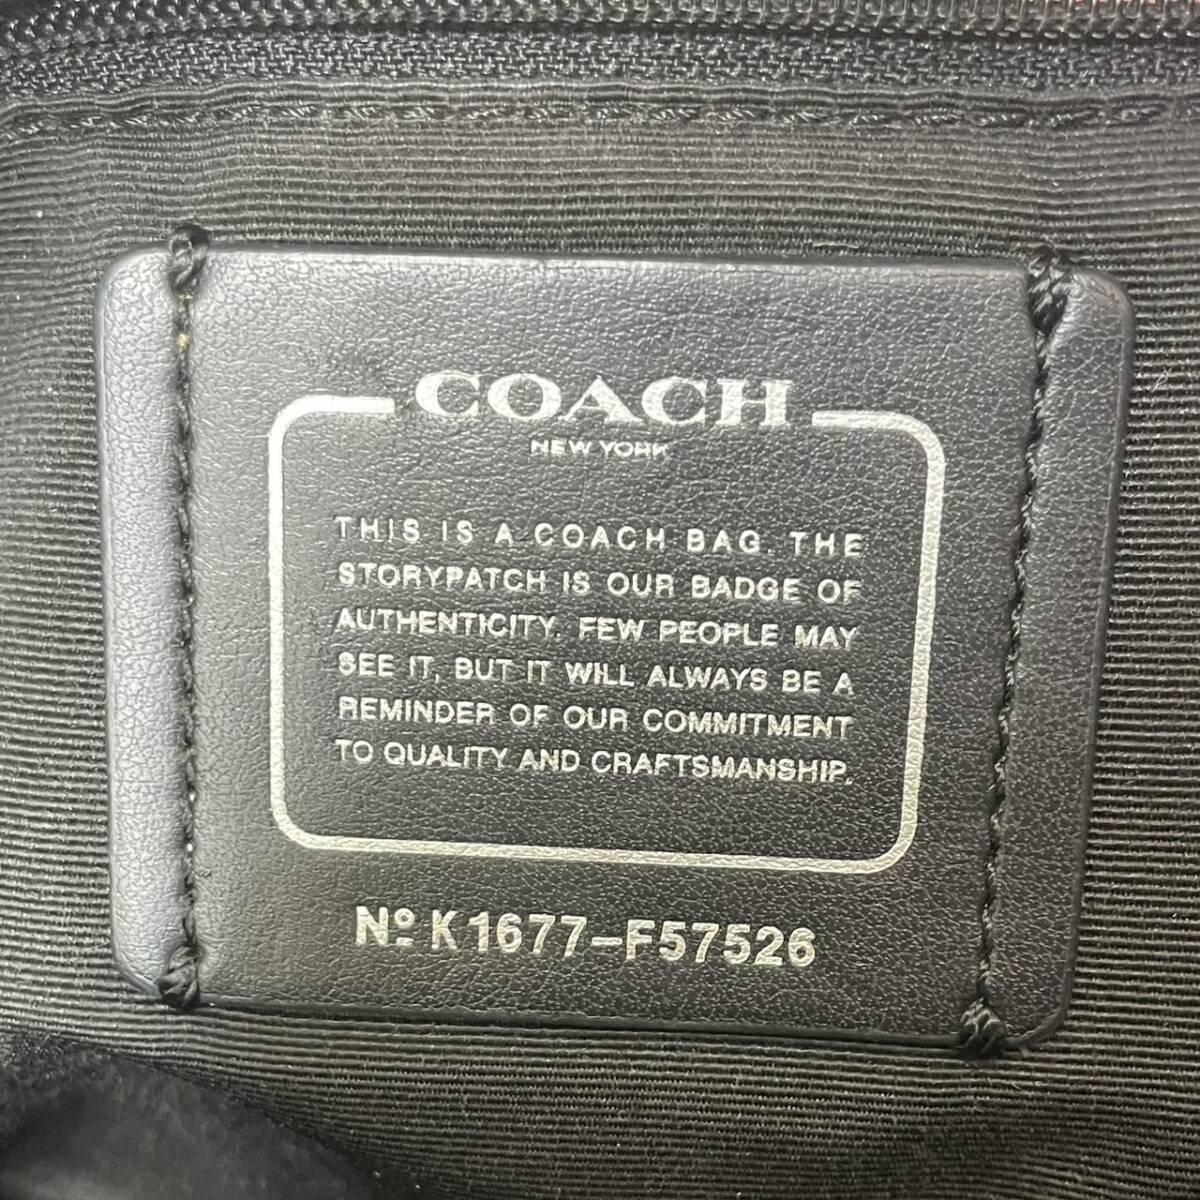 COACH
NEW YORK
THIS IS A COACH BAG. THE
STORYPATCH IS OUR BADGE OF
AUTHENTICITY. FEW PEOPLE MAY
SEE IT, BUT IT WILL ALWAYS BE A
REMINDER OF OUR COMMITMENT
TO QUALITY AND CRAFTSMANSHIP.
Nº K1677-F57526